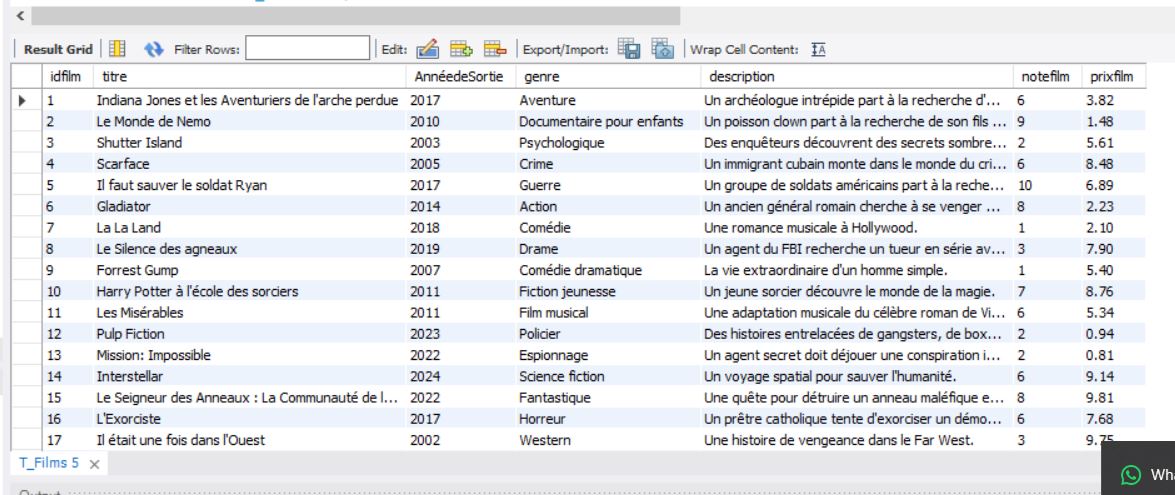 Result Grid Filter Rows: Edit: Export/Import: Wrap Cell Content:
idfilm titre AnnéedeSortie genre description notefilm prixfilm
1 Indiana Jones et les Aventuriers de l'arche perdue 2017 Aventure Un archéologue intrépide part à la recherche d'... 6 3.82
2 Le Monde de Nemo 2010 Documentaire pour enfants Un poisson clown part à la recherche de son fils ... 9 1.48
3 Shutter Island 2003 Psychologique Des enquêteurs découvrent des secrets sombre... 2 5.61
4 Scarface 2005 Crime Un immigrant cubain monte dans le monde du cri... 6 8.48
5 Il faut sauver le soldat Ryan 2017 Guerre Un groupe de soldats américains part à la reche... 10 6.89
6 Gladiator 2014 Action Un ancien général romain cherche à se venger ... 8 2.23
7 La La Land 2018 Comédie Une romance musicale à Hollywood. 1 2.10
8 Le Silence des agneaux 2019 Drame Un agent du FBI recherche un tueur en série av... 3 7.90
9 Forrest Gump 2007 Comédie dramatique La vie extraordinaire d'un homme simple. 1 5.40
10 Harry Potter à l'école des sorciers 2011 Fiction jeunesse Un jeune sorcier découvre le monde de la magie. 7 8.76
11 Les Misérables 2011 Film musical Une adaptation musicale du célèbre roman de Vi... 6 5.34
12 Pulp Fiction 2023 Policier Des histoires entrelacées de gangsters, de box... 2 0.94
13 Mission: Impossible 2022 Espionnage Un agent secret doit déjouer une conspiration i... 2 0.81
14 Interstellar 2024 Science fiction Un voyage spatial pour sauver l'humanité. 6 9.14
15 Le Seigneur des Anneaux : La Communauté de l... 2022 Fantastique Une quête pour détruire un anneau maléfique e... 8 9.81
16 L'Exorciste 2017 Horreur Un prêtre catholique tente d'exorciser un démo... 6 7.68
17 Il était une fois dans l'Ouest 2002 Western Une histoire de vengeance dans le Far West. 3 9.75
T_Films 5
Wha